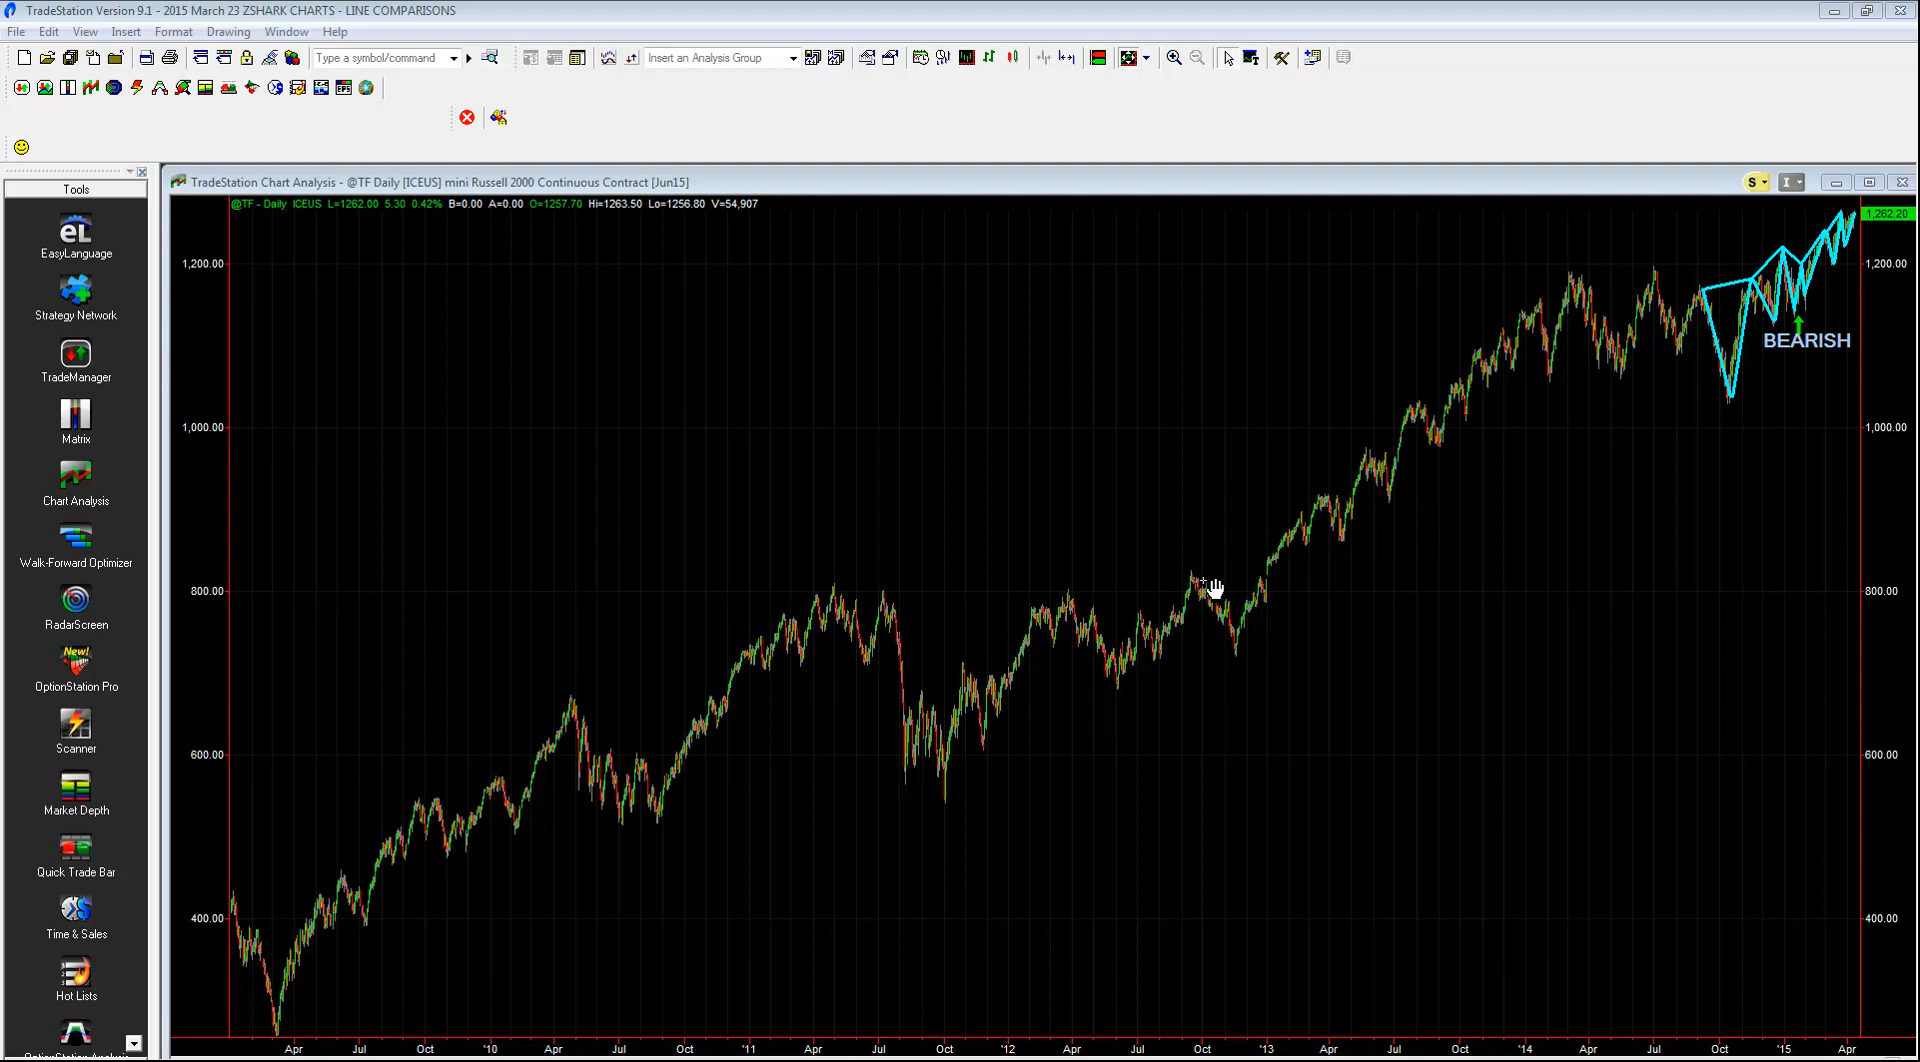 TradeStation Version 9.1 - 2015 March 23 ZSHARK CHARTS - LINE COMPARISONS
File Edit View Insert Format Drawing Window Help
Type a symbol/command
Insert an Analysis Group
EPS
Tools
TradeStation Chart Analysis - @TF Daily [ICEUS] mini Russell 2000 Continuous Contract [Jun15]
S
I
@TF - Daily ICEUS L=1262.00 5.30 0.42% B=0.00 A=0.00 O=1257.70 Hi=1263.50 Lo=1256.80 V=54,907
1,262.20
eL
EasyLanguage
Strategy Network
TradeManager
Matrix
Chart Analysis
Walk-Forward Optimizer
RadarScreen
New!
OptionStation Pro
Scanner
Market Depth
Quick Trade Bar
Time & Sales
Hot Lists
1,200.00 1,200.00
BEARISH
1,000.00 1,000.00
800.00 800.00
600.00 600.00
400.00 400.00
Apr Jul Oct '10 Apr Jul Oct '11 Apr Jul Oct '12 Apr Jul Oct '13 Apr Jul Oct '14 Apr Jul Oct '15 Apr